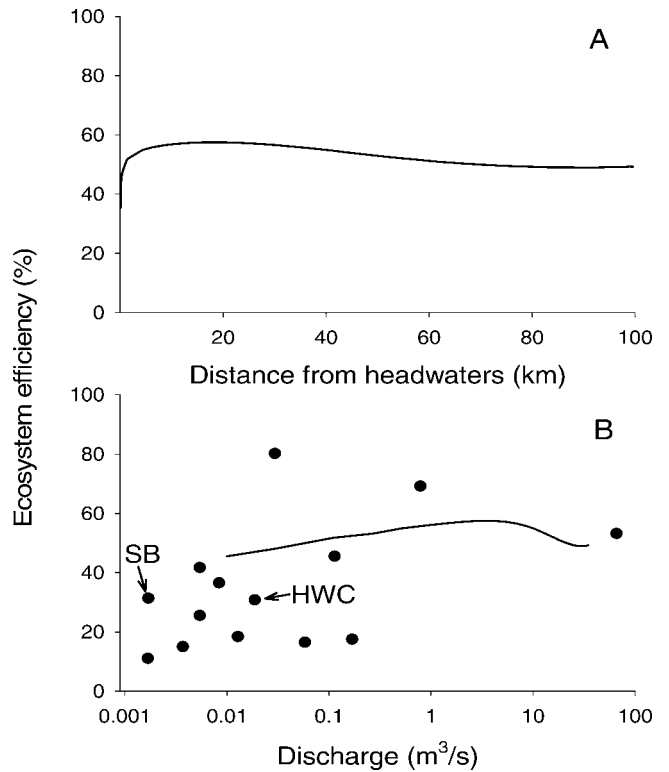 Ecosystem efficiency (%)
A
100
80
60
40
20
0
20 40 60 80 100
Distance from headwaters (km)
B
100
80
60
40
20
0
SB
HWC
0.001 0.01 0.1 1 10 100
Discharge (m³/s)